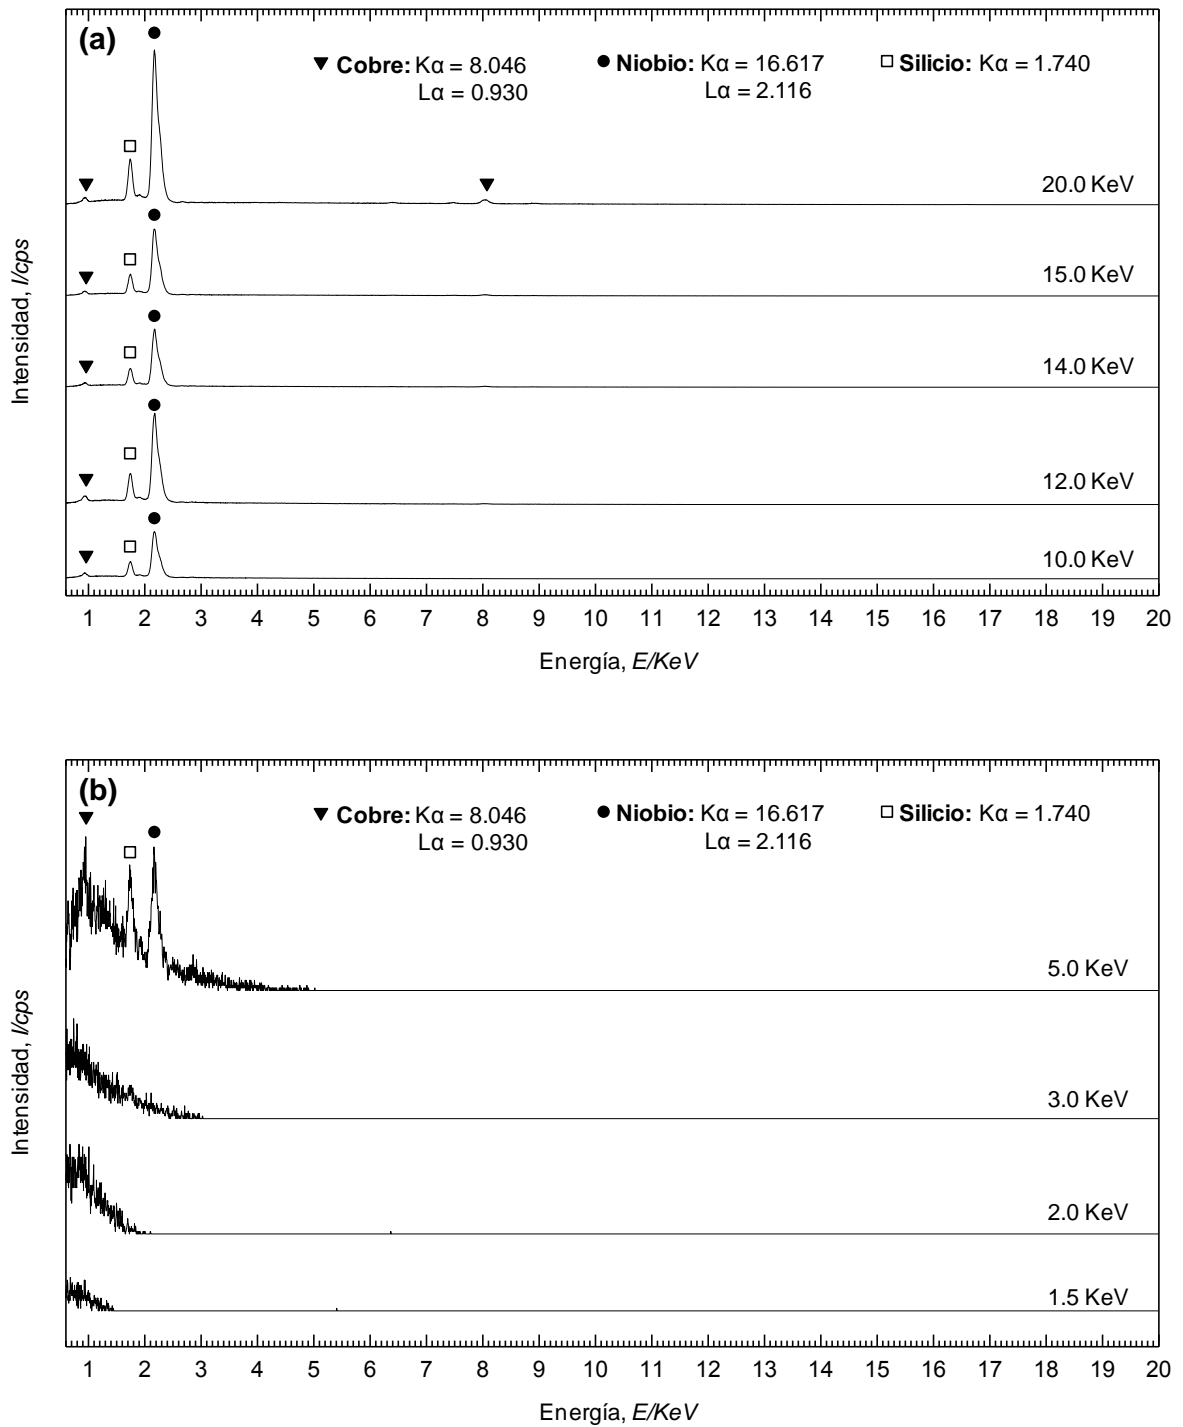 (a)
▼ Cobre: Kα = 8.046 ● Niobio: Kα = 16.617 □ Silicio: Kα = 1.740
Lα = 0.930 Lα = 2.116
20.0 KeV
15.0 KeV
14.0 KeV
12.0 KeV
10.0 KeV
Intensidad, I/cps
1 2 3 4 5 6 7 8 9 10 11 12 13 14 15 16 17 18 19 20
Energía, E/KeV
(b)
▼ Cobre: Kα = 8.046 ● Niobio: Kα = 16.617 □ Silicio: Kα = 1.740
Lα = 0.930 Lα = 2.116
5.0 KeV
3.0 KeV
2.0 KeV
1.5 KeV
Intensidad, I/cps
1 2 3 4 5 6 7 8 9 10 11 12 13 14 15 16 17 18 19 20
Energía, E/KeV